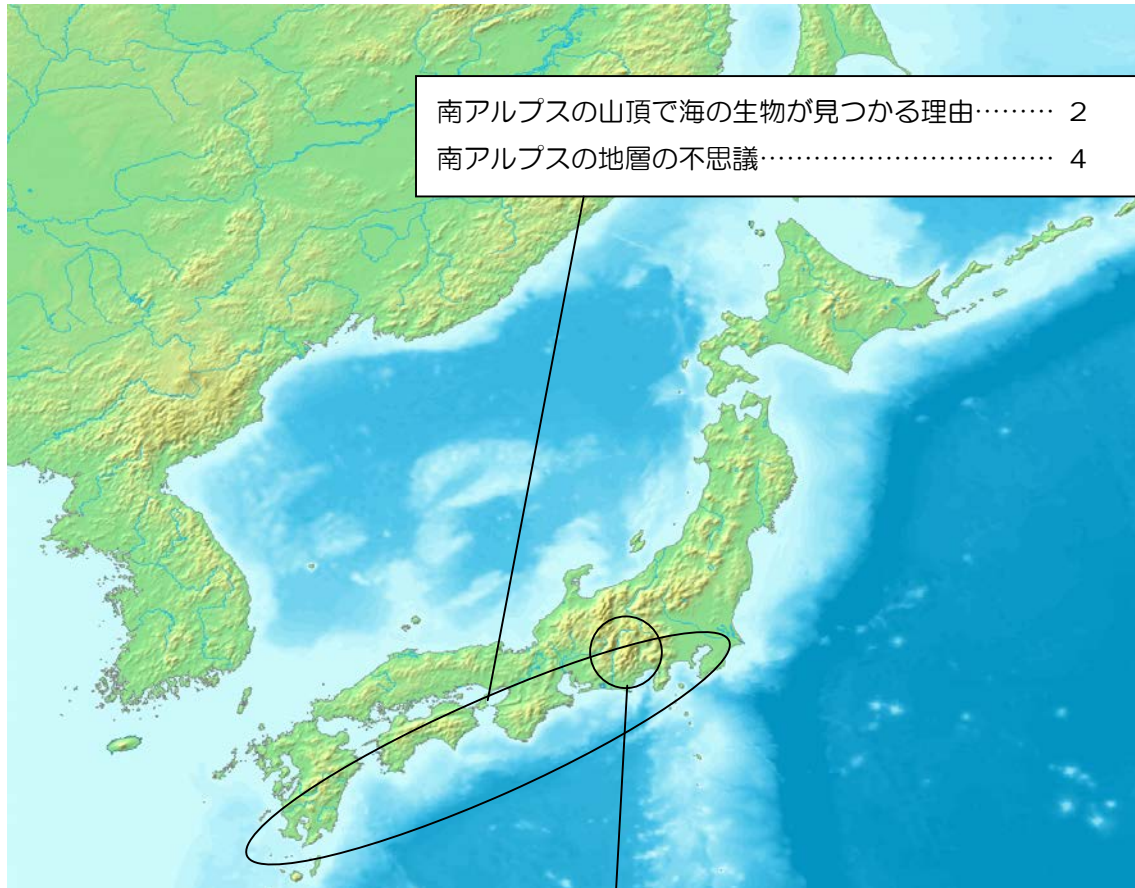 南アルプスの山頂で海の生物が見つかる理由……… 2
南アルプスの地層の不思議…………………………… 4